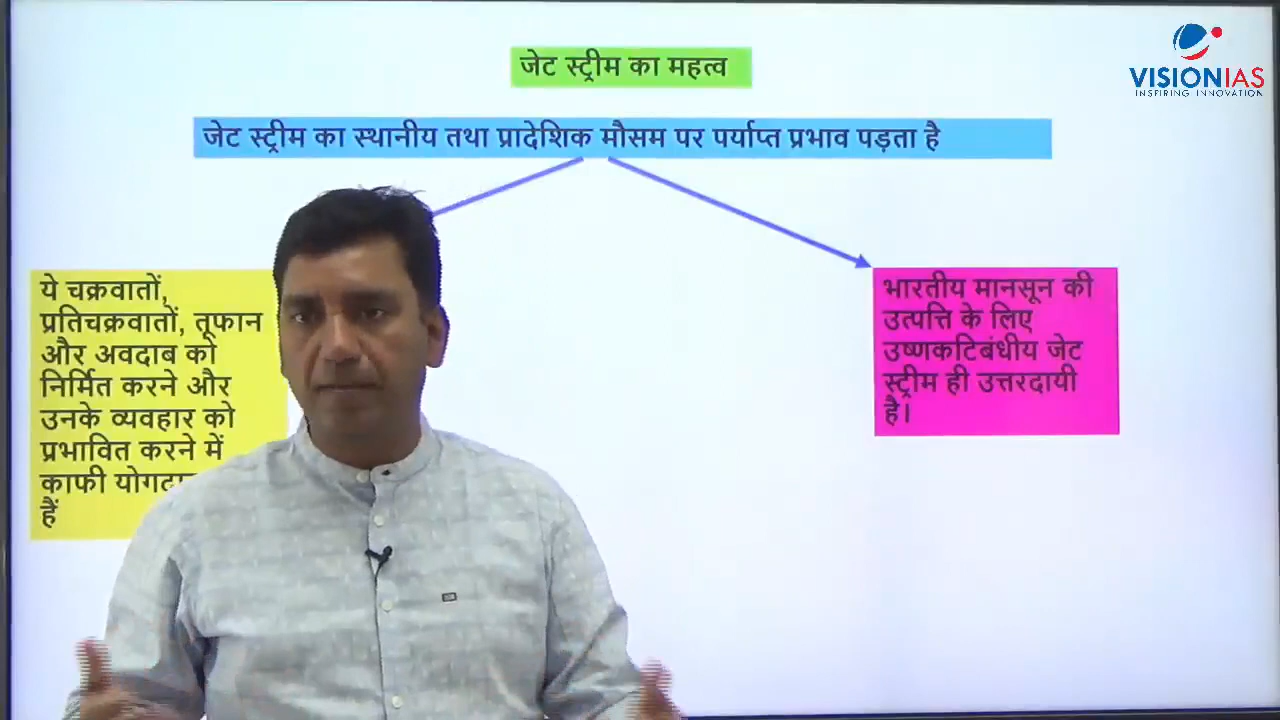 VISIONIAS
INSPIRING INNOVATION
जेट स्ट्रीम का महत्व
जेट स्ट्रीम का स्थानीय तथा प्रादेशिक मौसम पर पर्याप्त प्रभाव पड़ता है
ये चक्रवातों,
प्रतिचक्रवातों, तूफान
और अवदाब को
निर्मित करने और
उनके व्यवहार को
प्रभावित करने में
काफी
हैं
भारतीय मानसून की
उत्पत्ति के लिए
उष्णकटिबंधीय जेट
स्ट्रीम ही उत्तरदायी
है।